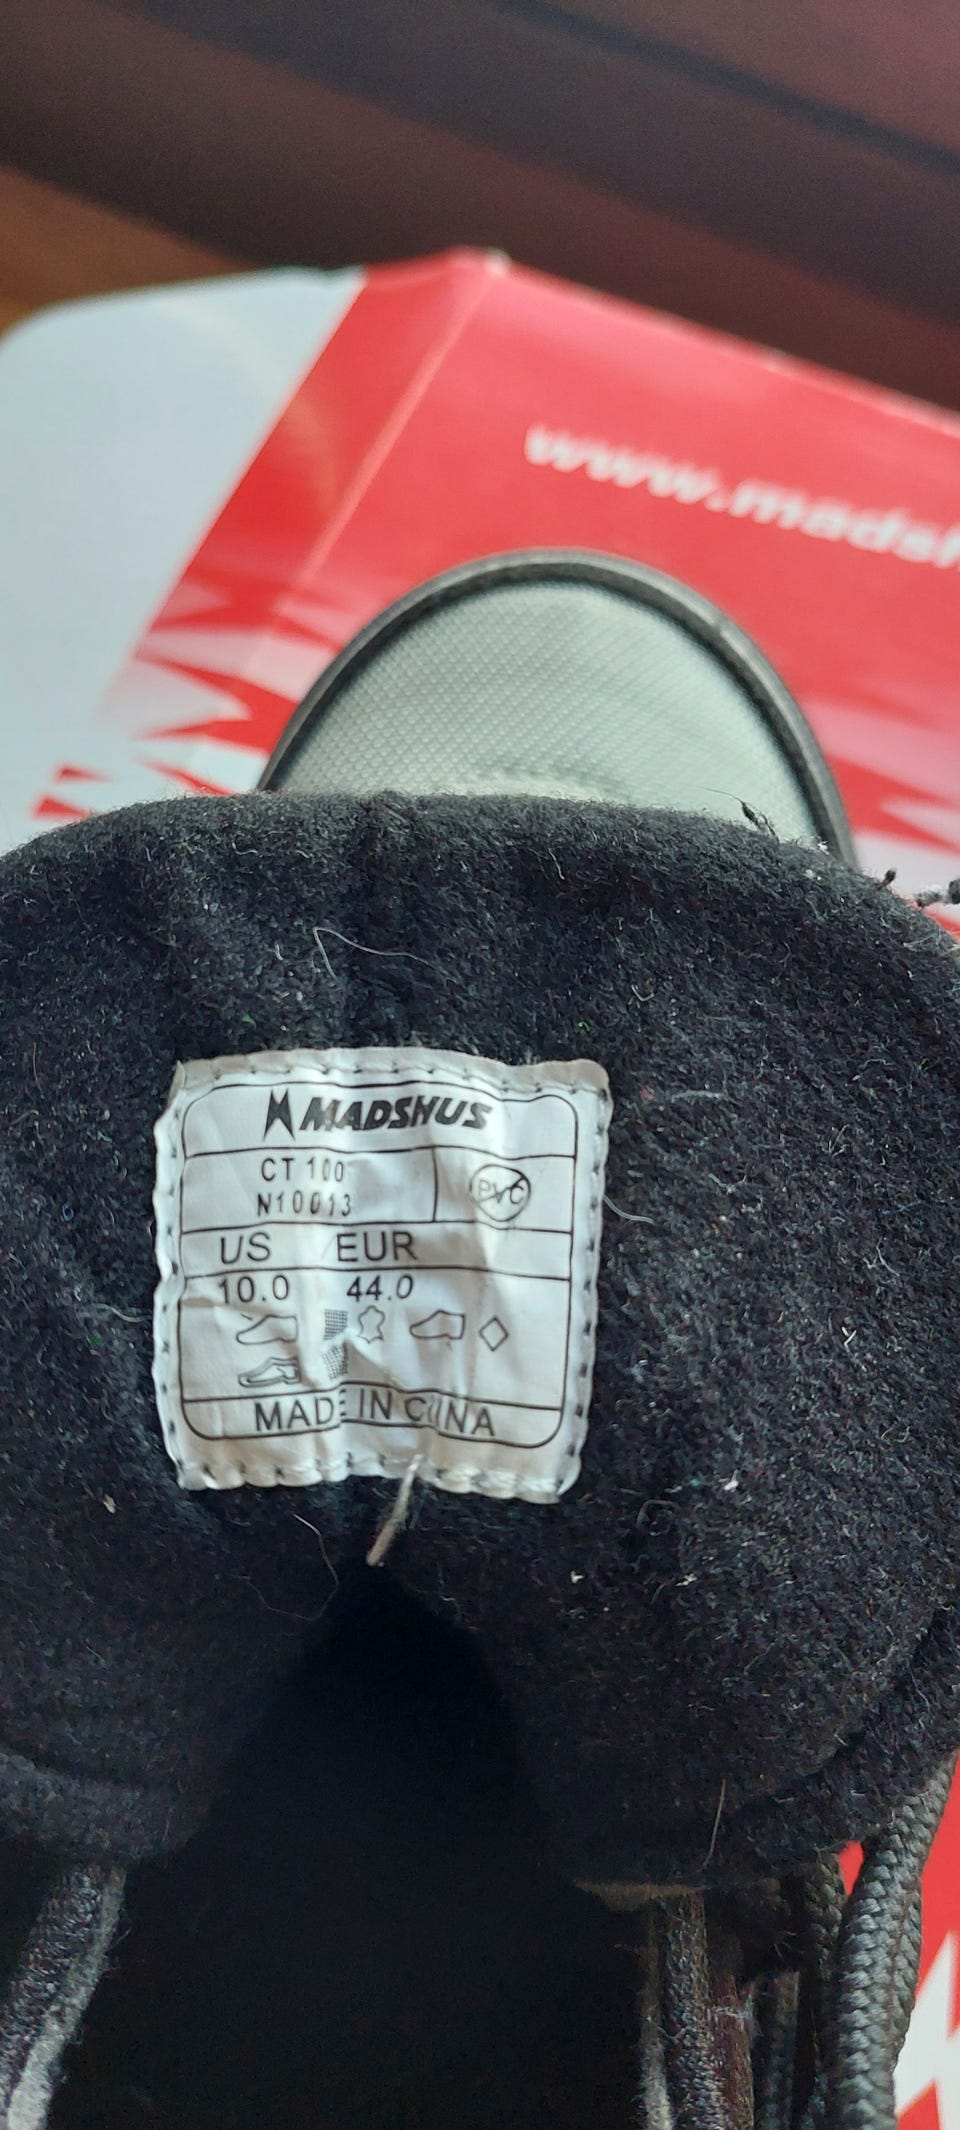 www.madsh
MADSHUS
CT 100
N10013
PVC
US EUR
10.0 44.0
MADE IN CHINA